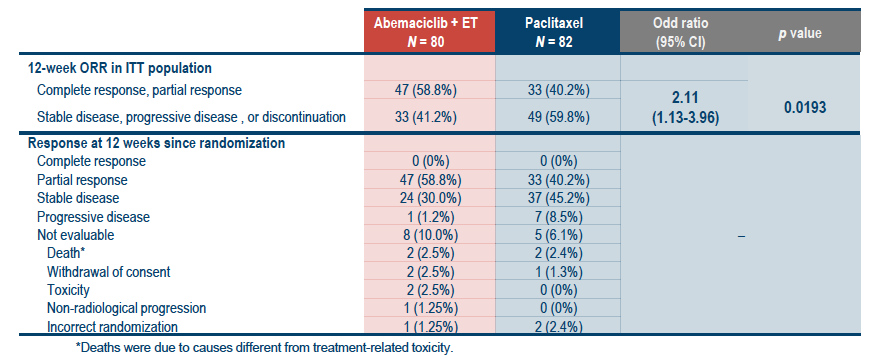 Abemaciclib + ET
N = 80
Paclitaxel
N = 82
Odd ratio
(95% CI)
p value
12-week ORR in ITT population
Complete response, partial response 47 (58.8%) 33 (40.2%)
2.11
(1.13-3.96)
0.0193
Stable disease, progressive disease , or discontinuation 33 (41.2%) 49 (59.8%)
Response at 12 weeks since randomization
Complete response 0 (0%) 0 (0%)
Partial response 47 (58.8%) 33 (40.2%)
Stable disease 24 (30.0%) 37 (45.2%)
Progressive disease 1 (1.2%) 7 (8.5%)
Not evaluable 8 (10.0%) 5 (6.1%) –
Death* 2 (2.5%) 2 (2.4%)
Withdrawal of consent 2 (2.5%) 1 (1.3%)
Toxicity 2 (2.5%) 0 (0%)
Non-radiological progression 1 (1.25%) 0 (0%)
Incorrect randomization 1 (1.25%) 2 (2.4%)
*Deaths were due to causes different from treatment-related toxicity.